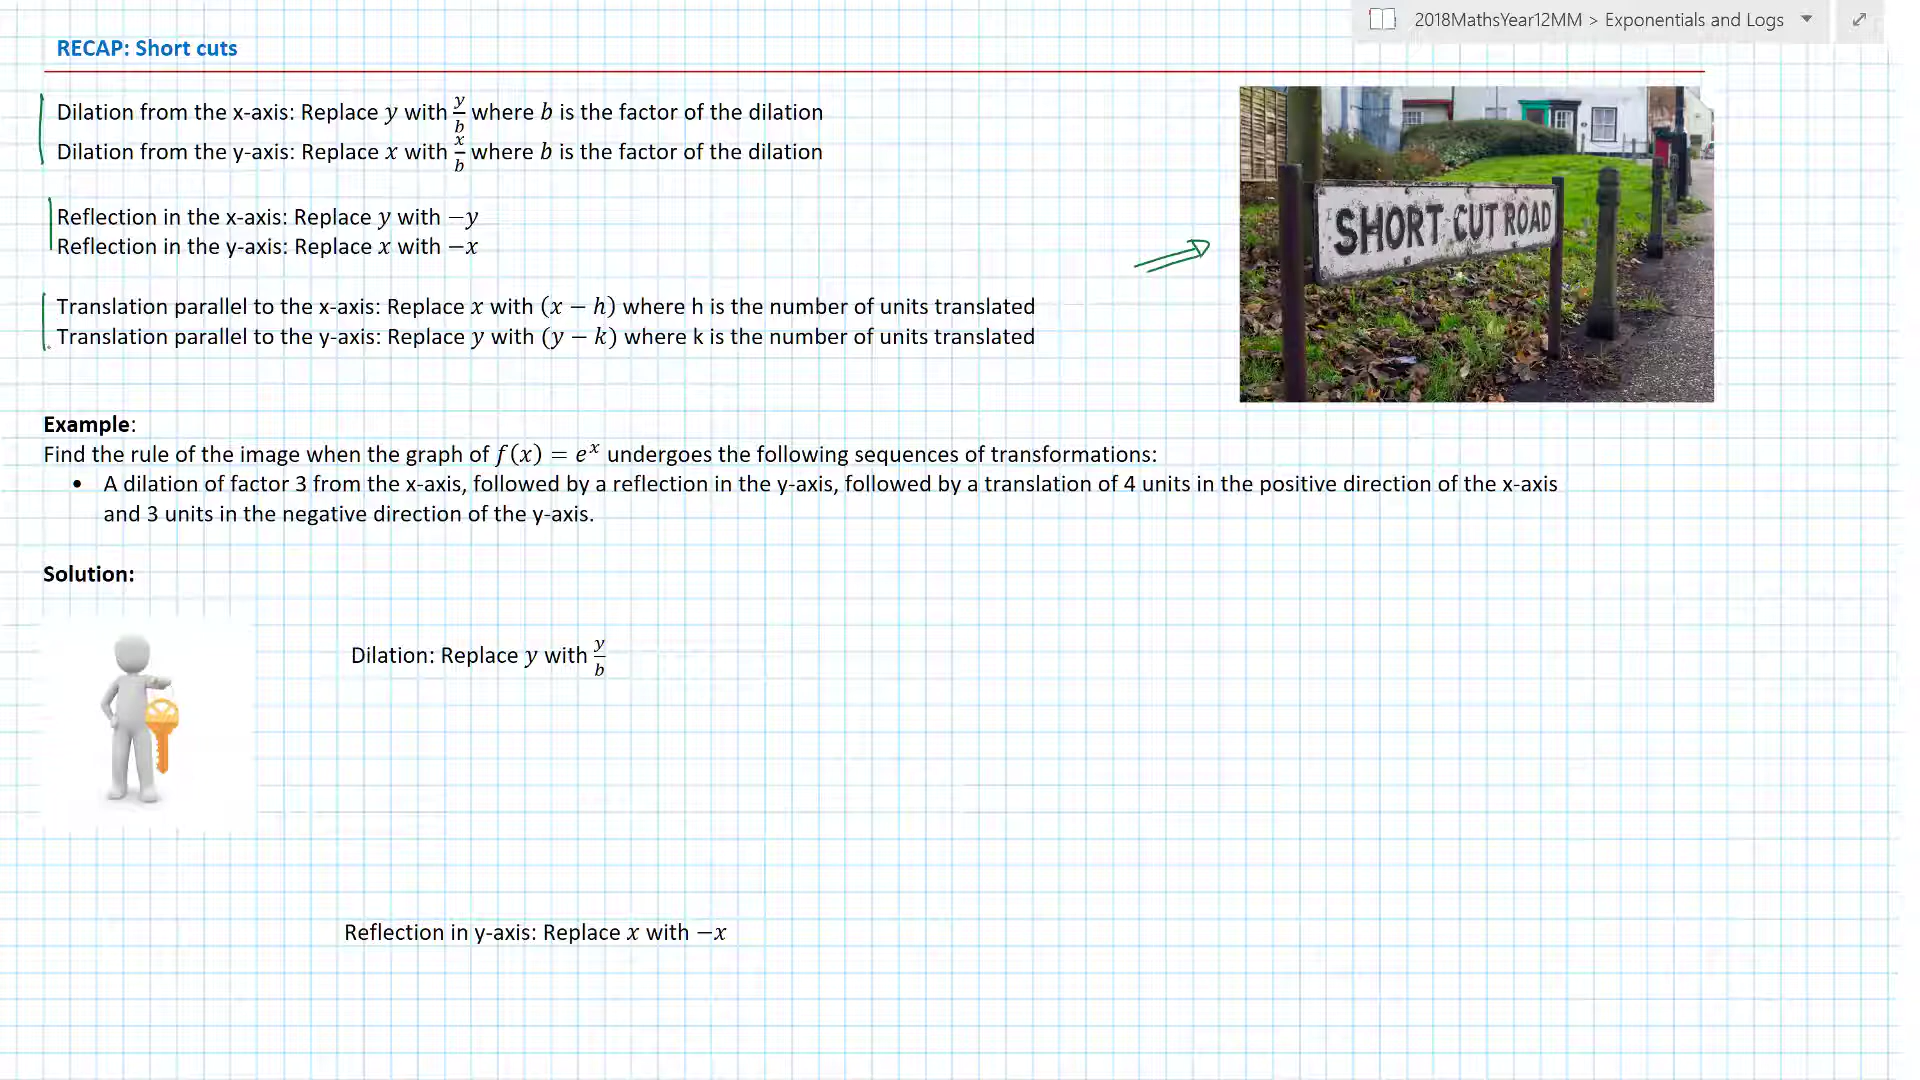 2018MathsYear12MM > Exponentials and Logs
RECAP: Short cuts
Dilation from the x-axis: Replace y with y/b where b is the factor of the dilation
Dilation from the y-axis: Replace x with x/b where b is the factor of the dilation
Reflection in the x-axis: Replace y with −y
Reflection in the y-axis: Replace x with −x
SHORT CUT ROAD
Translation parallel to the x-axis: Replace x with (x − h) where h is the number of units translated
Translation parallel to the y-axis: Replace y with (y − k) where k is the number of units translated
Example:
Find the rule of the image when the graph of f(x) = eˣ undergoes the following sequences of transformations:
• A dilation of factor 3 from the x-axis, followed by a reflection in the y-axis, followed by a translation of 4 units in the positive direction of the x-axis
and 3 units in the negative direction of the y-axis.
Solution:
Dilation: Replace y with y/b
Reflection in y-axis: Replace x with −x